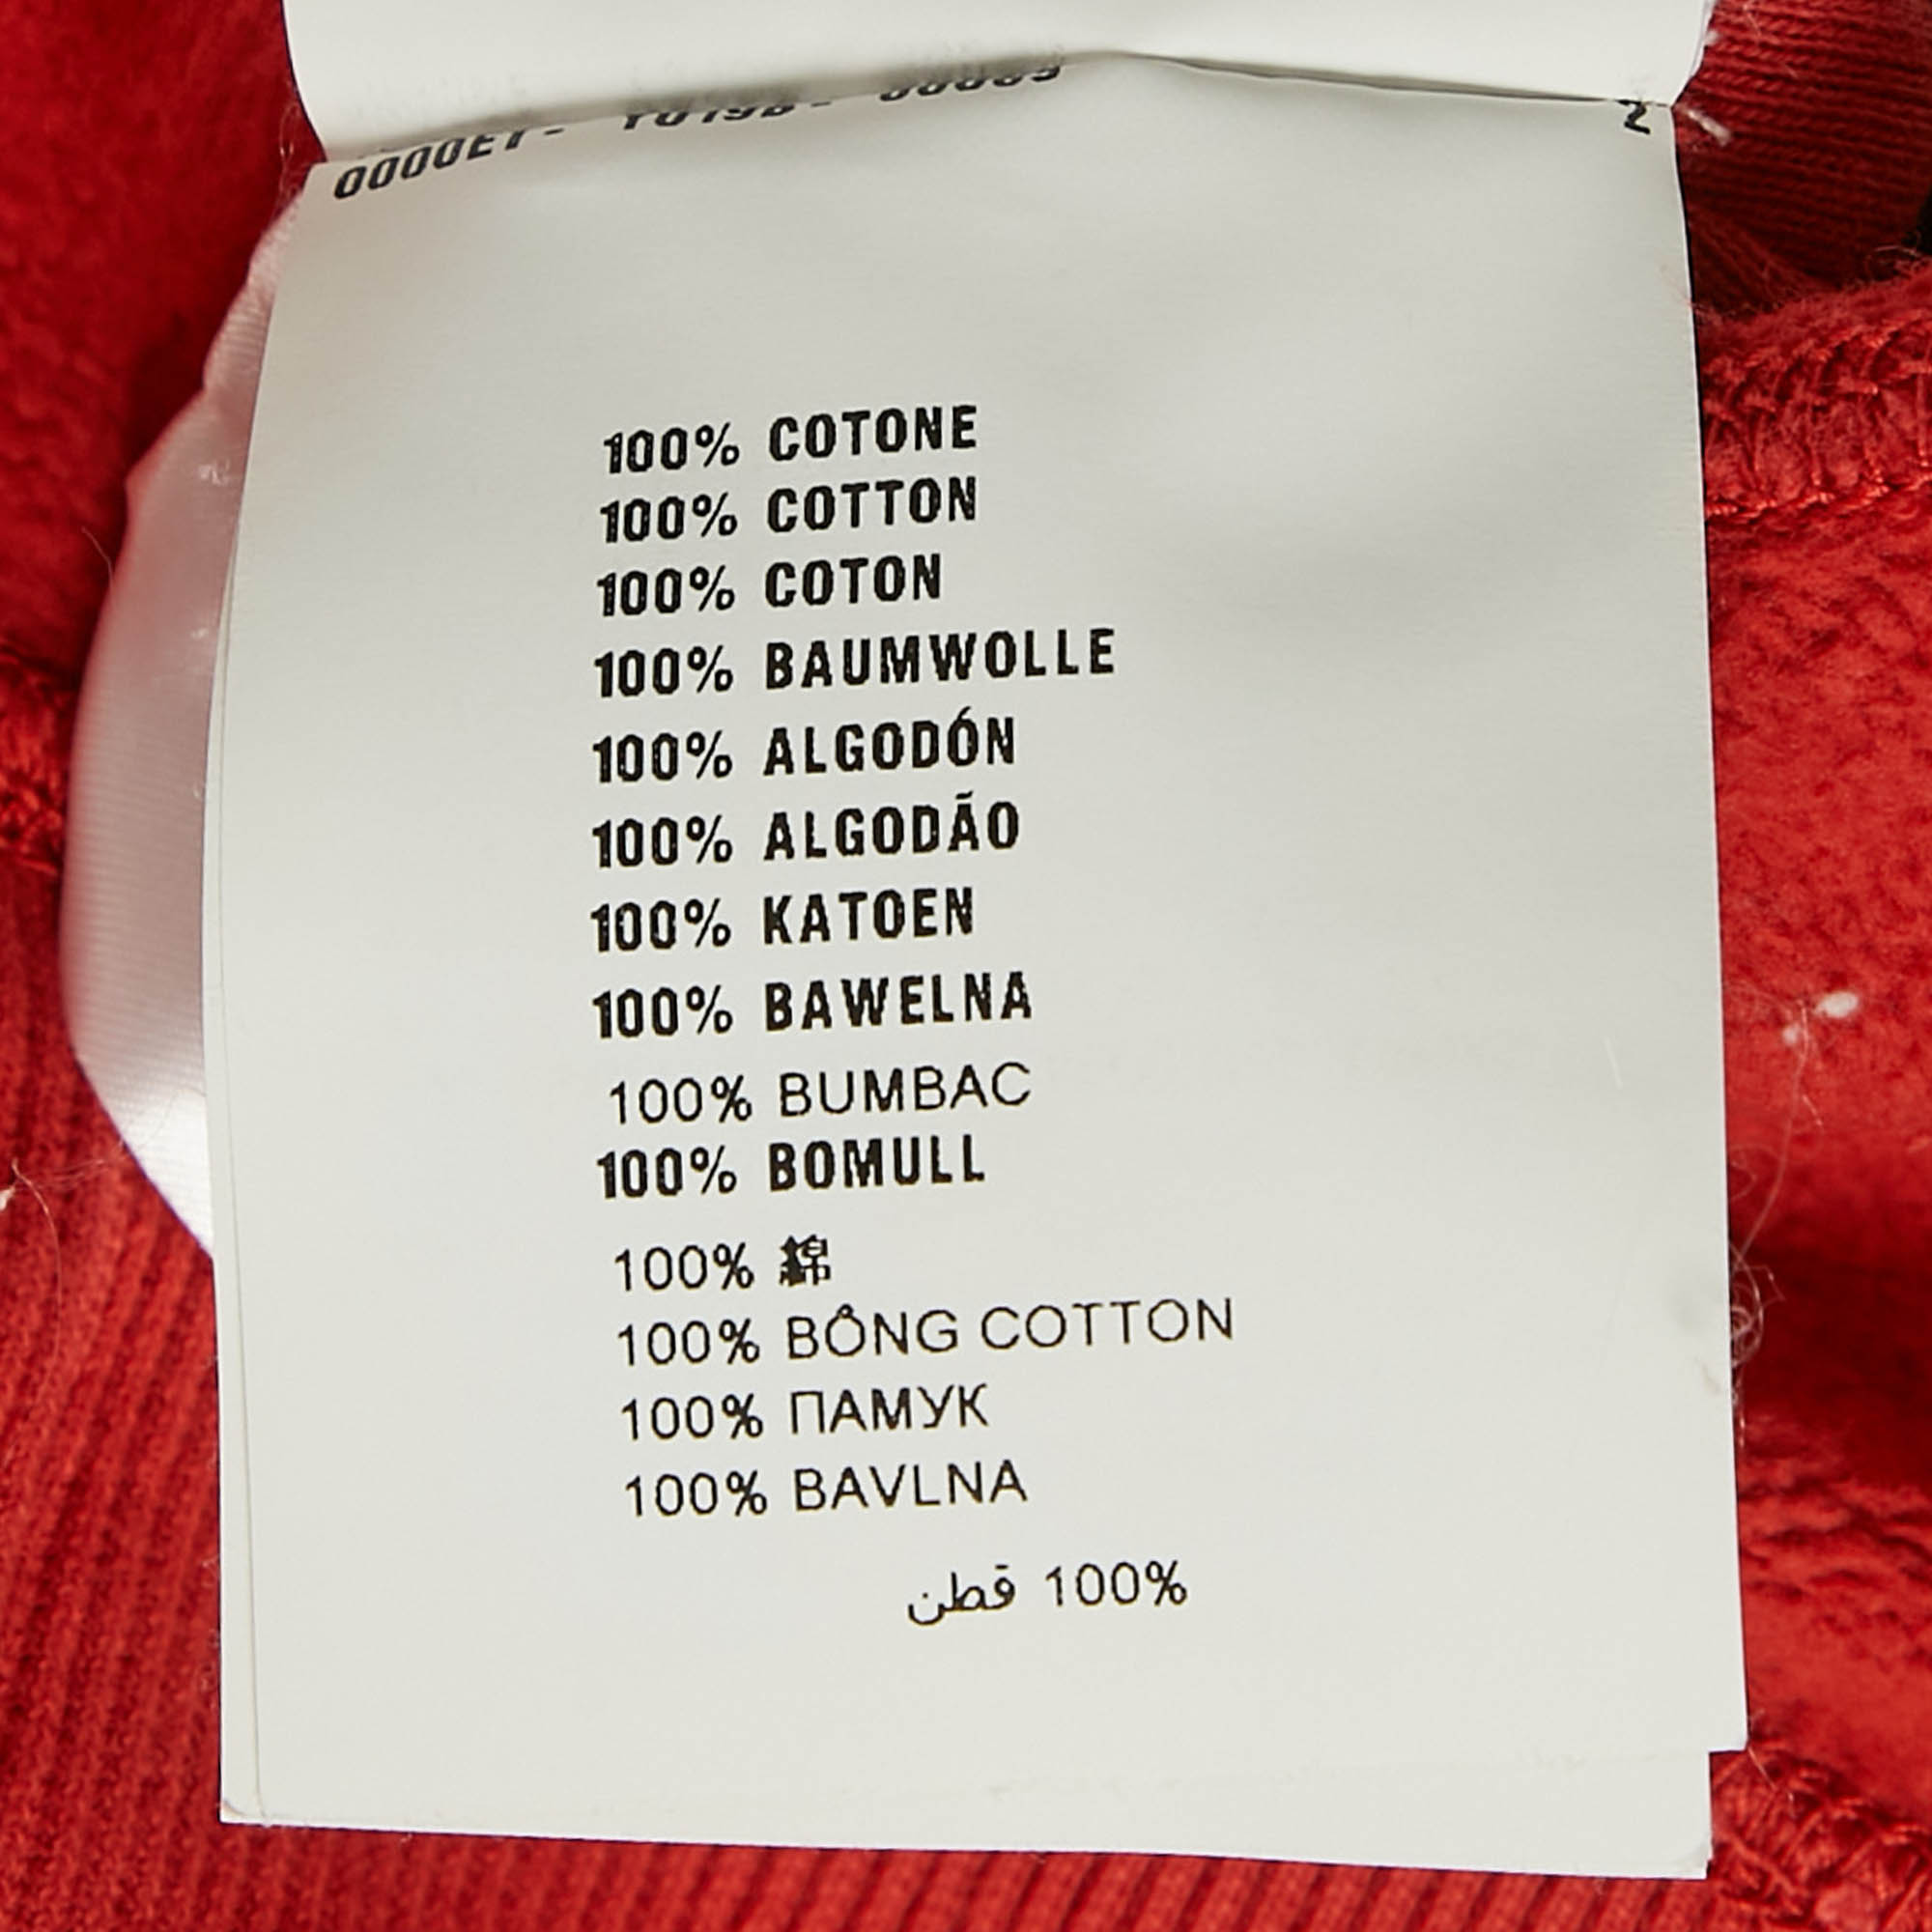 2
100% COTONE
100% COTTON
100% COTON
100% BAUMWOLLE
100% ALGODÓN
100% ALGODÃO
100% KATOEN
100% BAWELNA
100% BUMBAC
100% BOMULL
100% 綿
100% BÔNG COTTON
100% ПАМУК
100% BAVLNA
100% قطن